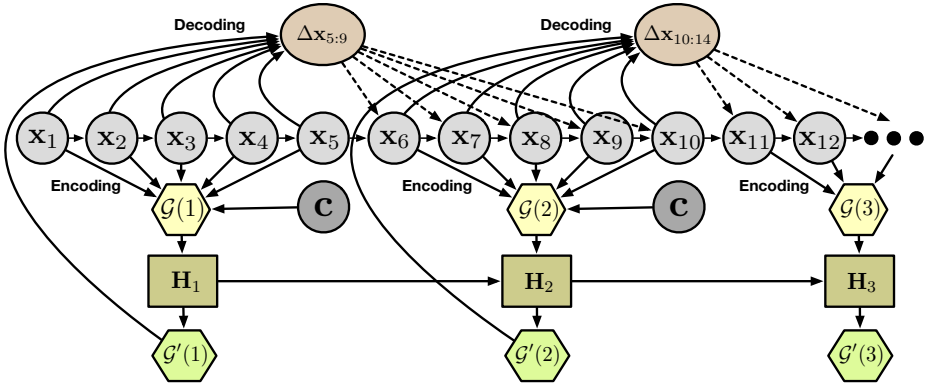 Decoding Δx₅:₉ Decoding Δx₁₀:₁₄
x₁ x₂ x₃ x₄ x₅ x₆ x₇ x₈ x₉ x₁₀ x₁₁ x₁₂
Encoding Encoding Encoding
𝒢(1) C 𝒢(2) C 𝒢(3)
H₁ H₂ H₃
𝒢′(1) 𝒢′(2) 𝒢′(3)